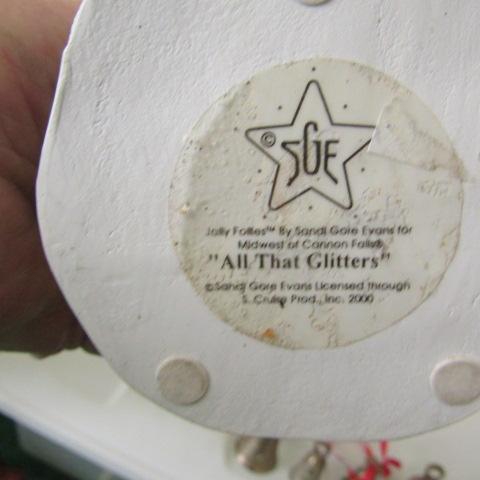 © SGE
Jolly Follies™ By Sandi Gore Evans for
Midwest of Cannon Falls®
"All That Glitters"
©Sandi Gore Evans Licensed through
S. Cruise Prod., Inc. 2000